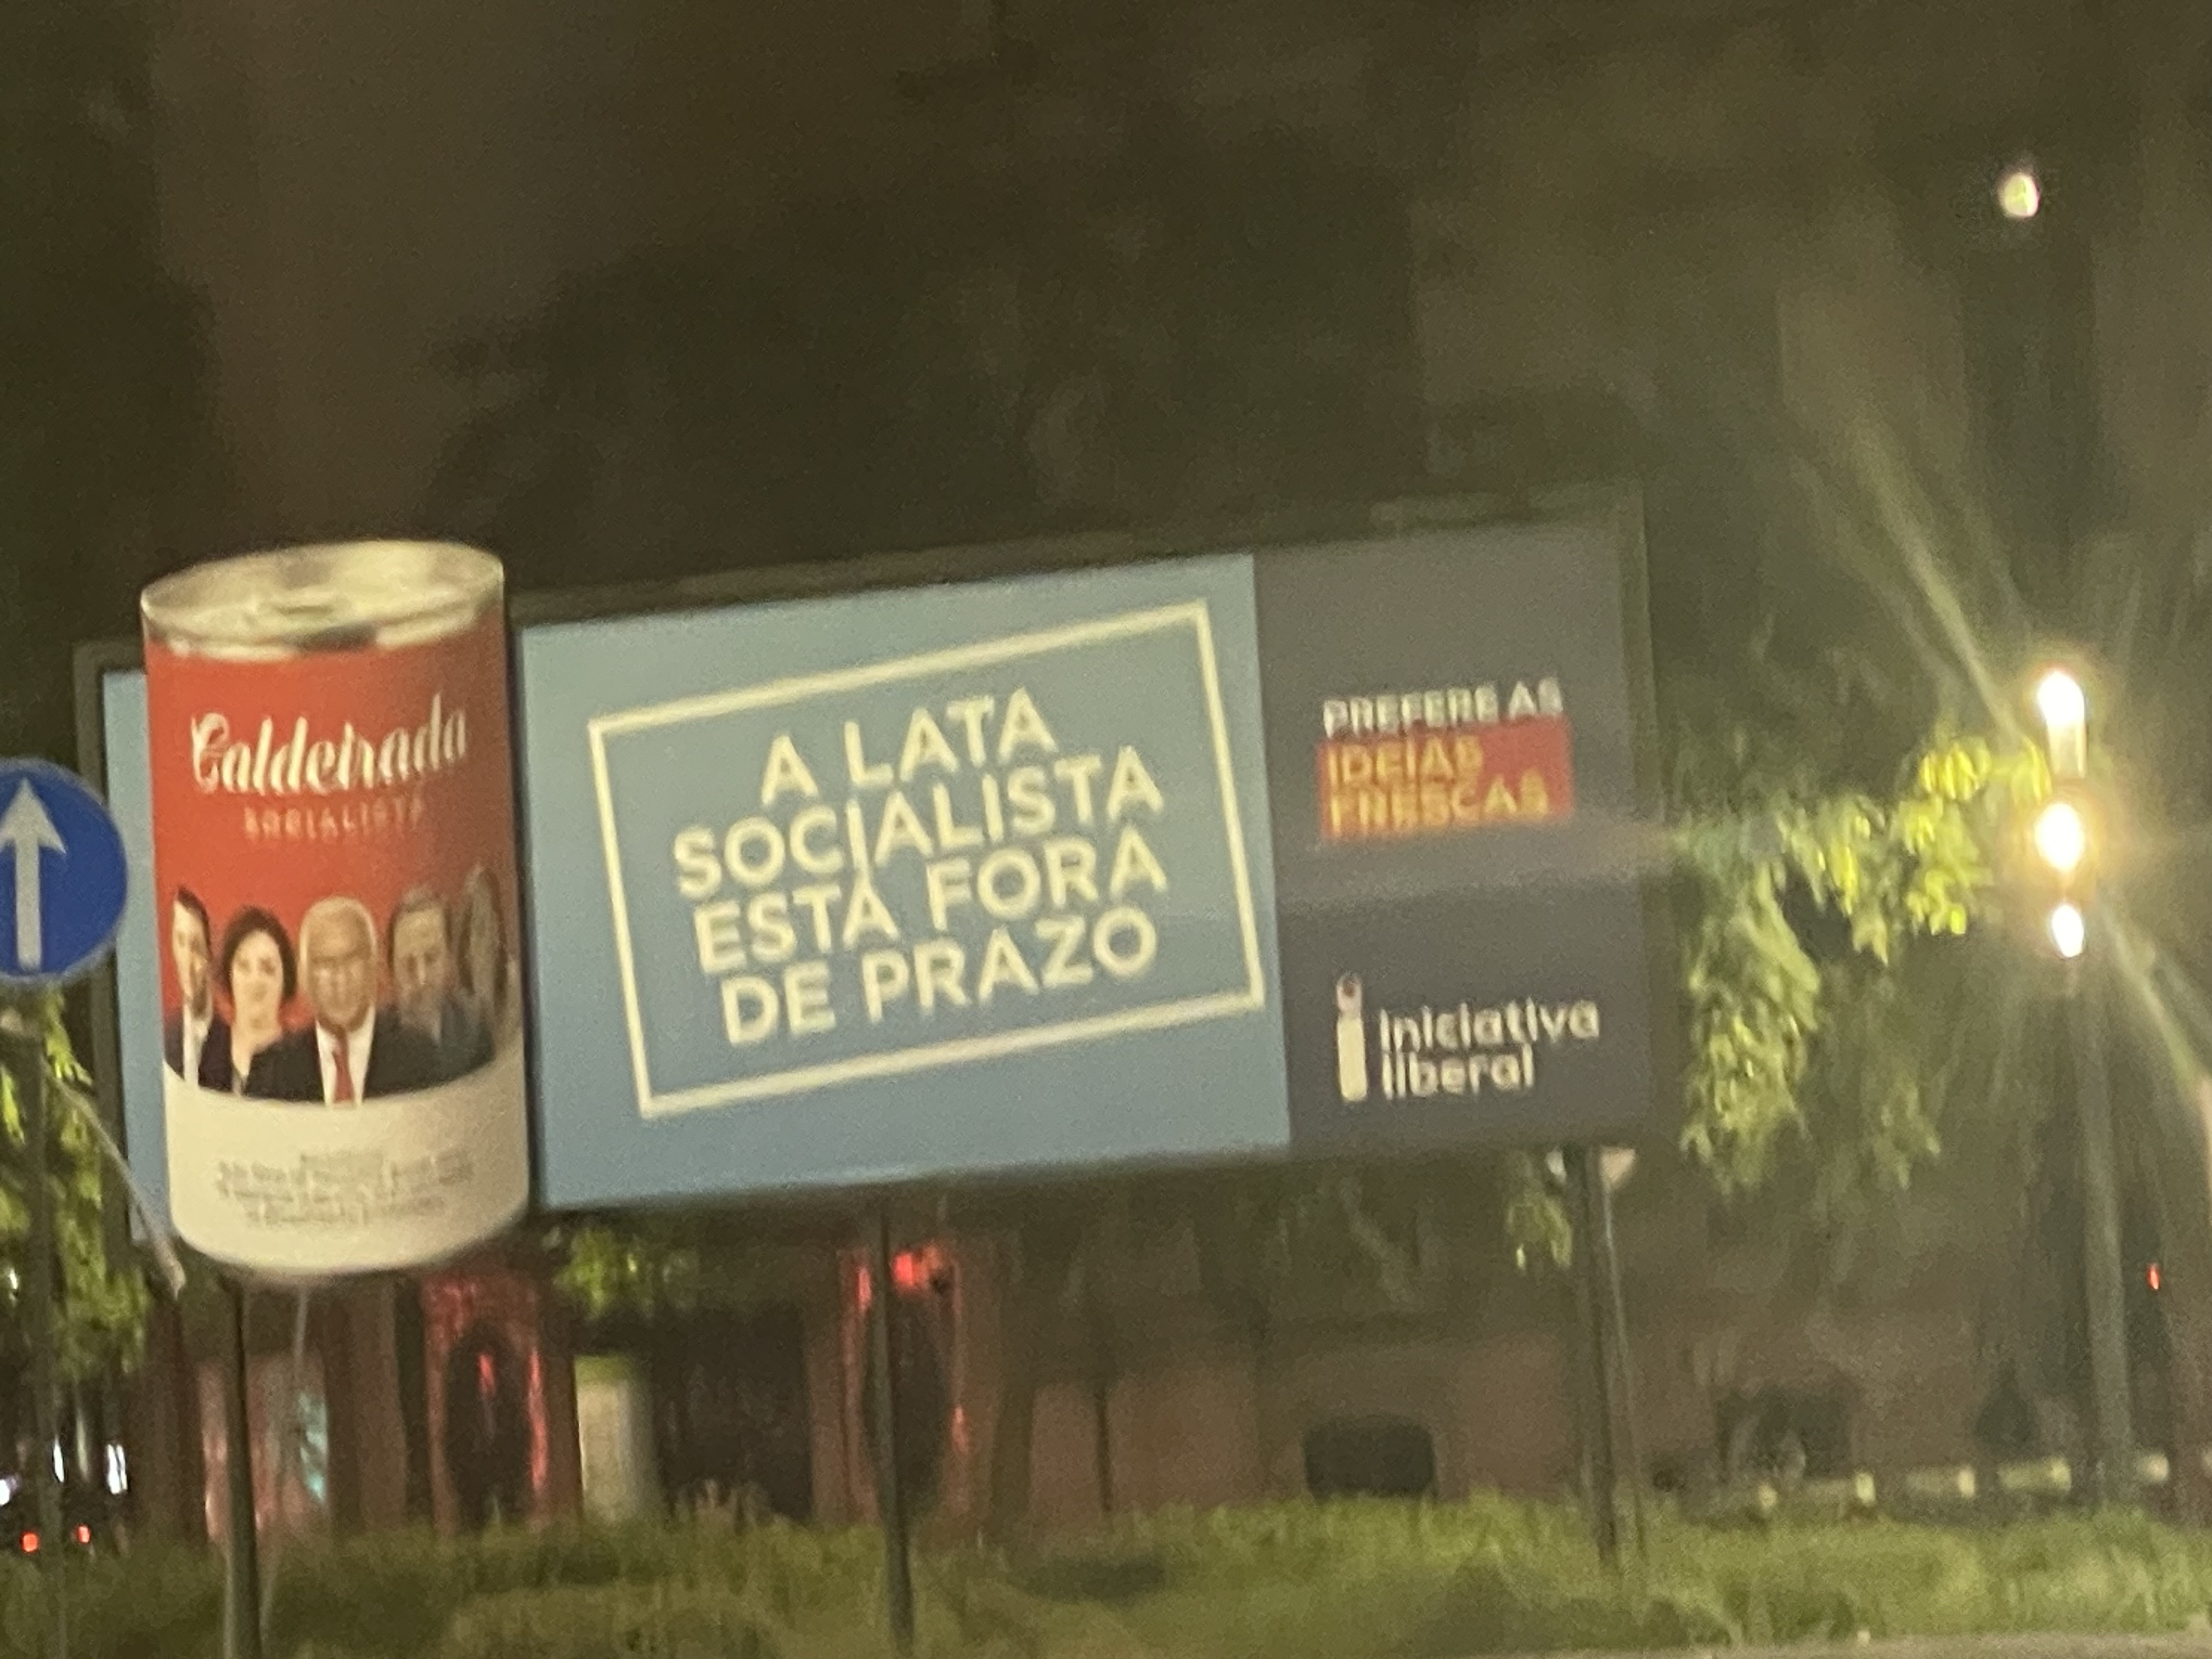 Caldeirada
SOCIALISTA
A LATA
SOCIALISTA
ESTÁ FORA
DE PRAZO
PREFERE AS
IDEIAS
FRESCAS
iniciativa
liberal